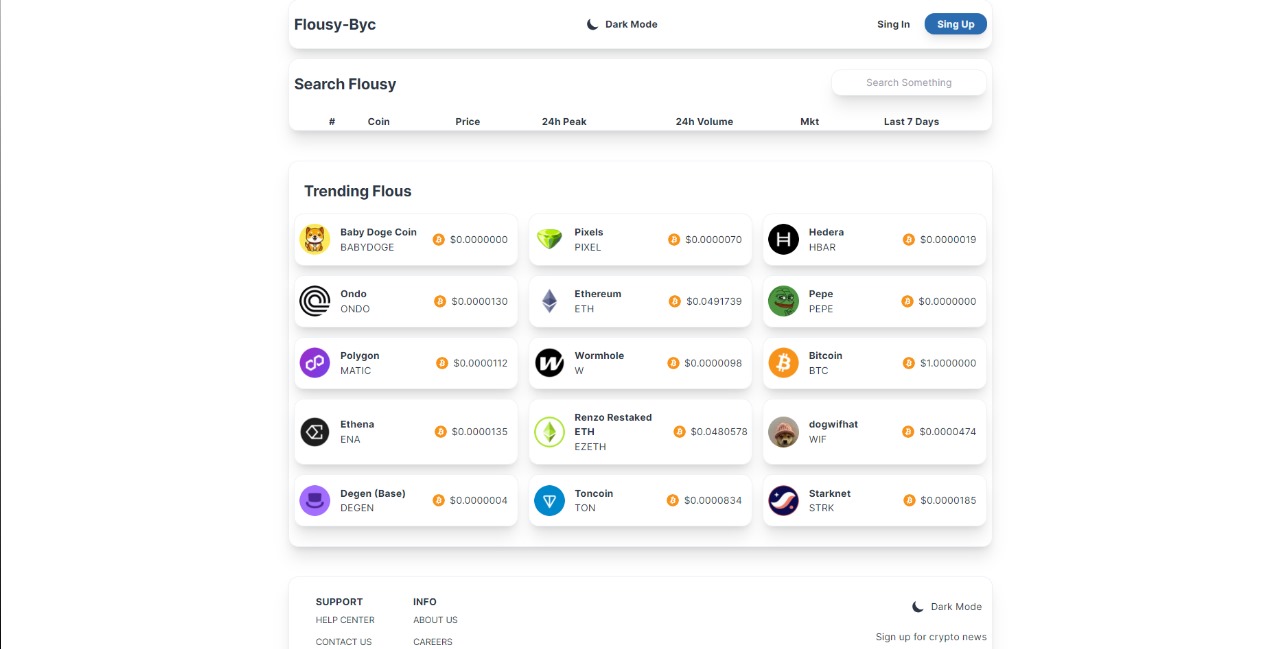 Flousy-Byc
Dark Mode
Sing In
Sing Up
Search Flousy
Search Something
# Coin Price 24h Peak 24h Volume Mkt Last 7 Days
Trending Flous
Baby Doge Coin
BABYDOGE
$0.0000000
Pixels
PIXEL
$0.0000070
Hedera
HBAR
$0.0000019
Ondo
ONDO
$0.0000130
Ethereum
ETH
$0.0491739
Pepe
PEPE
$0.0000000
Polygon
MATIC
$0.0000112
Wormhole
W
$0.0000098
Bitcoin
BTC
$1.0000000
Ethena
ENA
$0.0000135
Renzo Restaked
ETH
EZETH
$0.0480578
dogwifhat
WIF
$0.0000474
Degen (Base)
DEGEN
$0.0000004
Toncoin
TON
$0.0000834
Starknet
STRK
$0.0000185
SUPPORT
HELP CENTER
CONTACT US
INFO
ABOUT US
CAREERS
Dark Mode
Sign up for crypto news